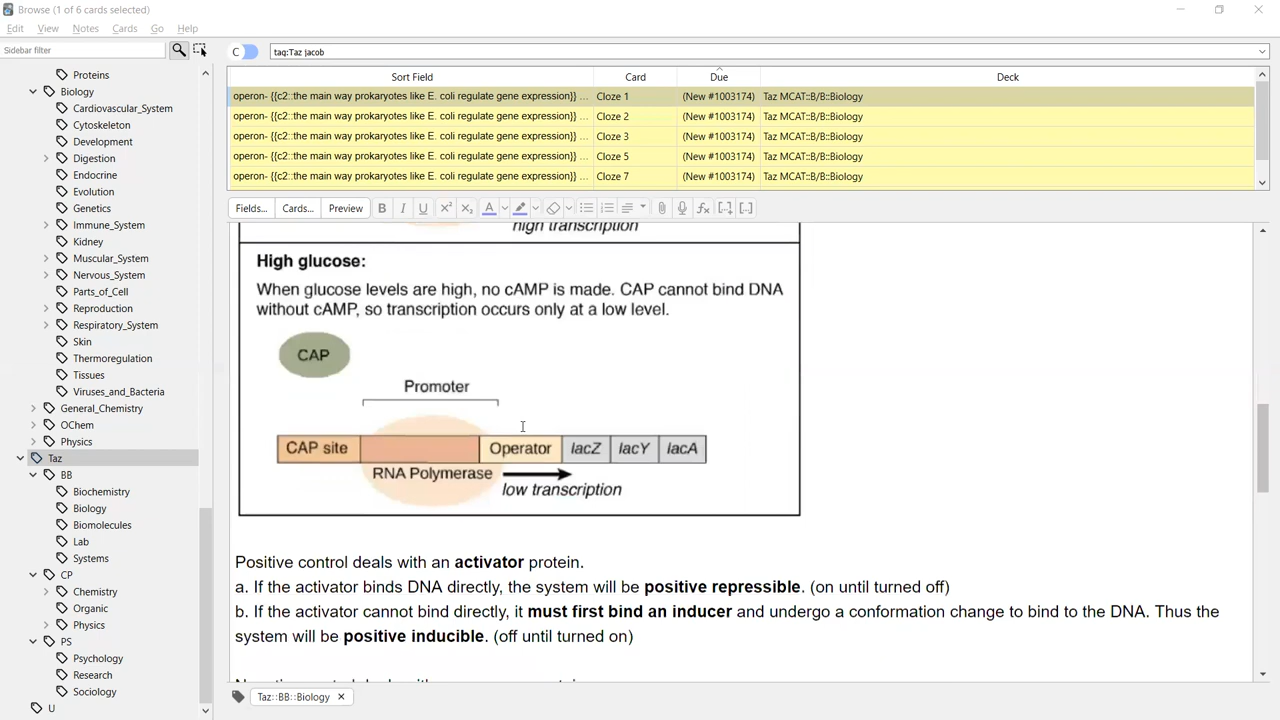 Browse (1 of 6 cards selected)
Edit View Notes Cards Go Help
Sidebar filter
C
tag:Taz jacob
Proteins
Biology
Cardiovascular_System
Cytoskeleton
Development
Digestion
Endocrine
Evolution
Genetics
Immune_System
Kidney
Muscular_System
Nervous_System
Parts_of_Cell
Reproduction
Respiratory_System
Skin
Thermoregulation
Tissues
Viruses_and_Bacteria
General_Chemistry
OChem
Physics
Taz
BB
Biochemistry
Biology
Biomolecules
Lab
Systems
CP
Chemistry
Organic
Physics
PS
Psychology
Research
Sociology
U
Sort Field Card Due Deck
operon- {{c2::the main way prokaryotes like E. coli regulate gene expression}} ... Cloze 1 (New #1003174) Taz MCAT::B/B::Biology
operon- {{c2::the main way prokaryotes like E. coli regulate gene expression}} ... Cloze 2 (New #1003174) Taz MCAT::B/B::Biology
operon- {{c2::the main way prokaryotes like E. coli regulate gene expression}} ... Cloze 3 (New #1003174) Taz MCAT::B/B::Biology
operon- {{c2::the main way prokaryotes like E. coli regulate gene expression}} ... Cloze 5 (New #1003174) Taz MCAT::B/B::Biology
operon- {{c2::the main way prokaryotes like E. coli regulate gene expression}} ... Cloze 7 (New #1003174) Taz MCAT::B/B::Biology
Fields... Cards... Preview B I U X² X₂ A
high transcription
High glucose:
When glucose levels are high, no cAMP is made. CAP cannot bind DNA
without cAMP, so transcription occurs only at a low level.
CAP
Promoter
CAP site Operator lacZ lacY lacA
RNA Polymerase
low transcription
Positive control deals with an activator protein.
a. If the activator binds DNA directly, the system will be positive repressible. (on until turned off)
b. If the activator cannot bind directly, it must first bind an inducer and undergo a conformation change to bind to the DNA. Thus the
system will be positive inducible. (off until turned on)
Taz::BB::Biology